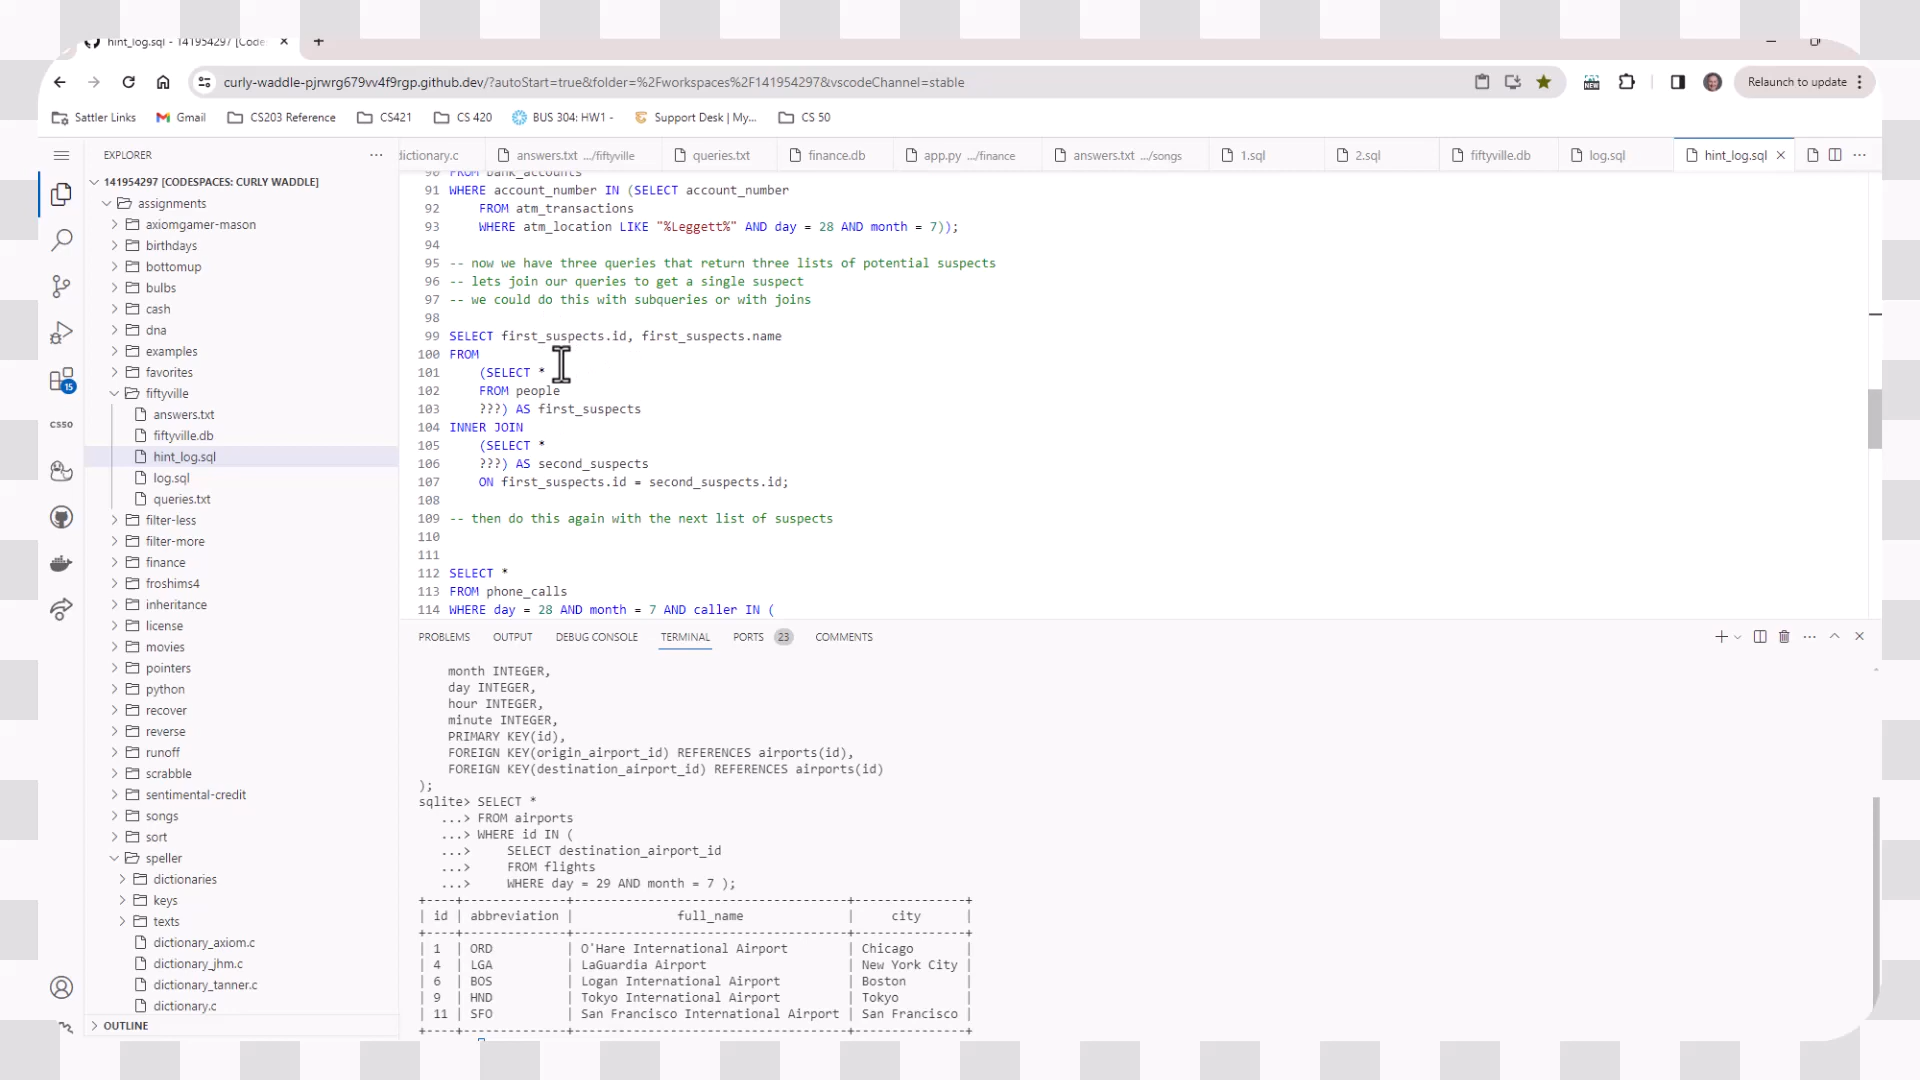 hint_log.sql - 141954297 [Code:
curly-waddle-pjrwrg679vv4f9rgp.github.dev/?autoStart=true&folder=%2Fworkspaces%2F141954297&vscodeChannel=stable
NEW
Relaunch to update
Sattler Links
Gmail
CS203 Reference
CS421
CS 420
BUS 304: HW1 -
Support Desk | My...
CS 50
EXPLORER
dictionary.c
answers.txt .../fiftyville
queries.txt
finance.db
app.py .../finance
answers.txt .../songs
1.sql
2.sql
fiftyville.db
log.sql
hint_log.sql
141954297 [CODESPACES: CURLY WADDLE]
assignments
axiomgamer-mason
birthdays
bottomup
bulbs
cash
dna
examples
favorites
fiftyville
answers.txt
fiftyville.db
hint_log.sql
log.sql
queries.txt
filter-less
filter-more
finance
froshims4
inheritance
license
movies
pointers
python
recover
reverse
runoff
scrabble
sentimental-credit
songs
sort
speller
dictionaries
keys
texts
dictionary_axiom.c
dictionary_jhm.c
dictionary_tanner.c
dictionary.c
OUTLINE
15
CS50
90 FROM bank_accounts
91 WHERE account_number IN (SELECT account_number
92 FROM atm_transactions
93 WHERE atm_location LIKE "%Leggett%" AND day = 28 AND month = 7));
94
95 -- now we have three queries that return three lists of potential suspects
96 -- lets join our queries to get a single suspect
97 -- we could do this with subqueries or with joins
98
99 SELECT first_suspects.id, first_suspects.name
100 FROM
101 (SELECT *
102 FROM people
103 ???) AS first_suspects
104 INNER JOIN
105 (SELECT *
106 ???) AS second_suspects
107 ON first_suspects.id = second_suspects.id;
108
109 -- then do this again with the next list of suspects
110
111
112 SELECT *
113 FROM phone_calls
114 WHERE day = 28 AND month = 7 AND caller IN (
PROBLEMS
OUTPUT
DEBUG CONSOLE
TERMINAL
PORTS 23
COMMENTS
month INTEGER,
day INTEGER,
hour INTEGER,
minute INTEGER,
PRIMARY KEY(id),
FOREIGN KEY(origin_airport_id) REFERENCES airports(id),
FOREIGN KEY(destination_airport_id) REFERENCES airports(id)
);
sqlite> SELECT *
...> FROM airports
...> WHERE id IN (
...> SELECT destination_airport_id
...> FROM flights
...> WHERE day = 29 AND month = 7 );
| id | abbreviation | full_name | city |
| 1 | ORD | O'Hare International Airport | Chicago |
| 4 | LGA | LaGuardia Airport | New York City |
| 6 | BOS | Logan International Airport | Boston |
| 9 | HND | Tokyo International Airport | Tokyo |
| 11 | SFO | San Francisco International Airport | San Francisco |